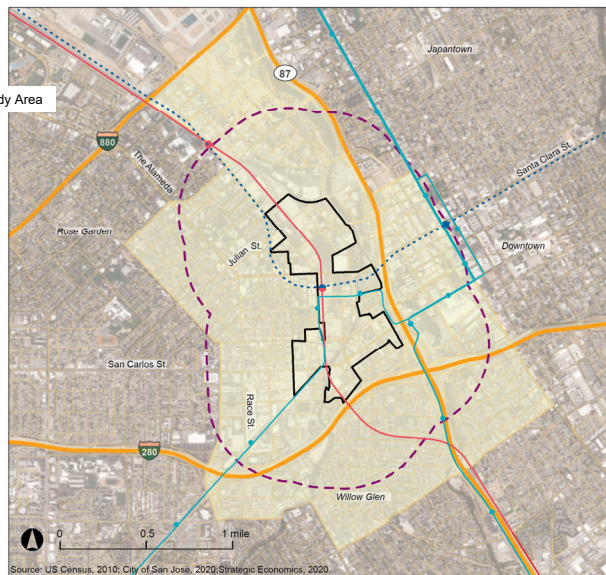 Japantown
87
dy Area
880
The Alameda
Santa Clara St.
Rose Garden
Julian St.
Downtown
San Carlos St.
Race St.
280
Willow Glen
0 0.5 1 mile
Source: US Census, 2010; City of San Jose, 2020;Strategic Economics, 2020.